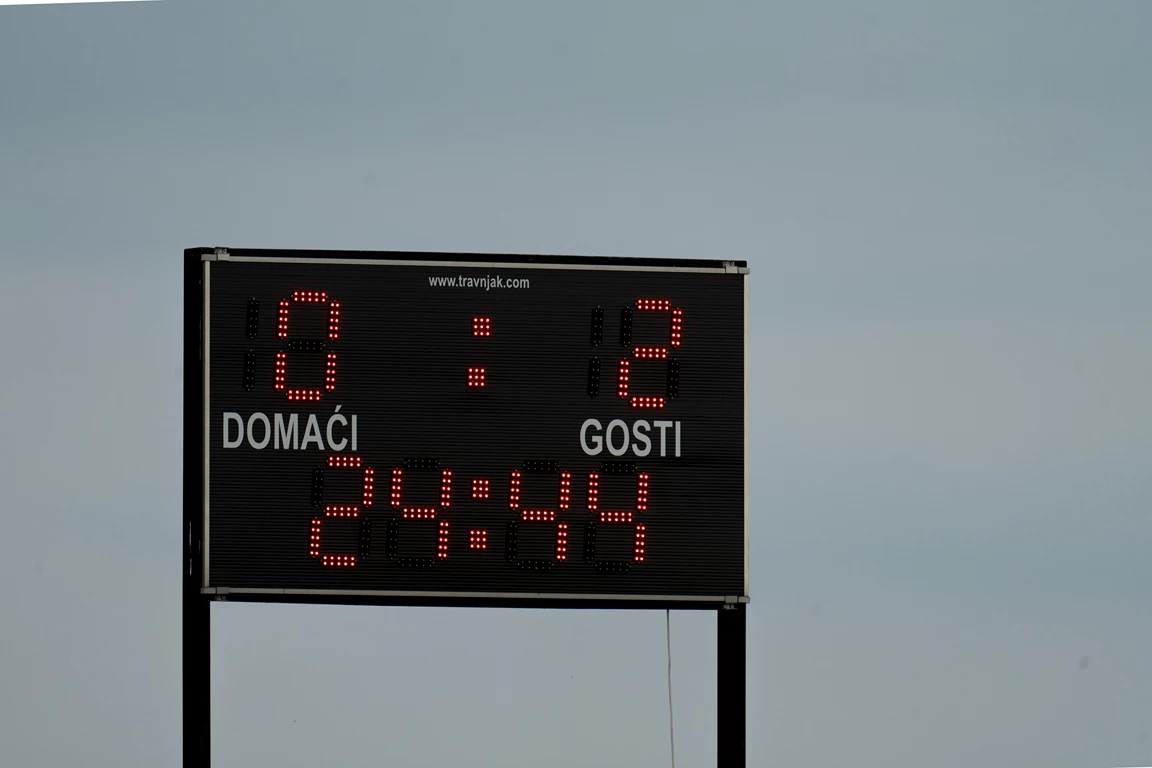 www.travnjak.com
0 : 2
DOMAĆI GOSTI
24:44